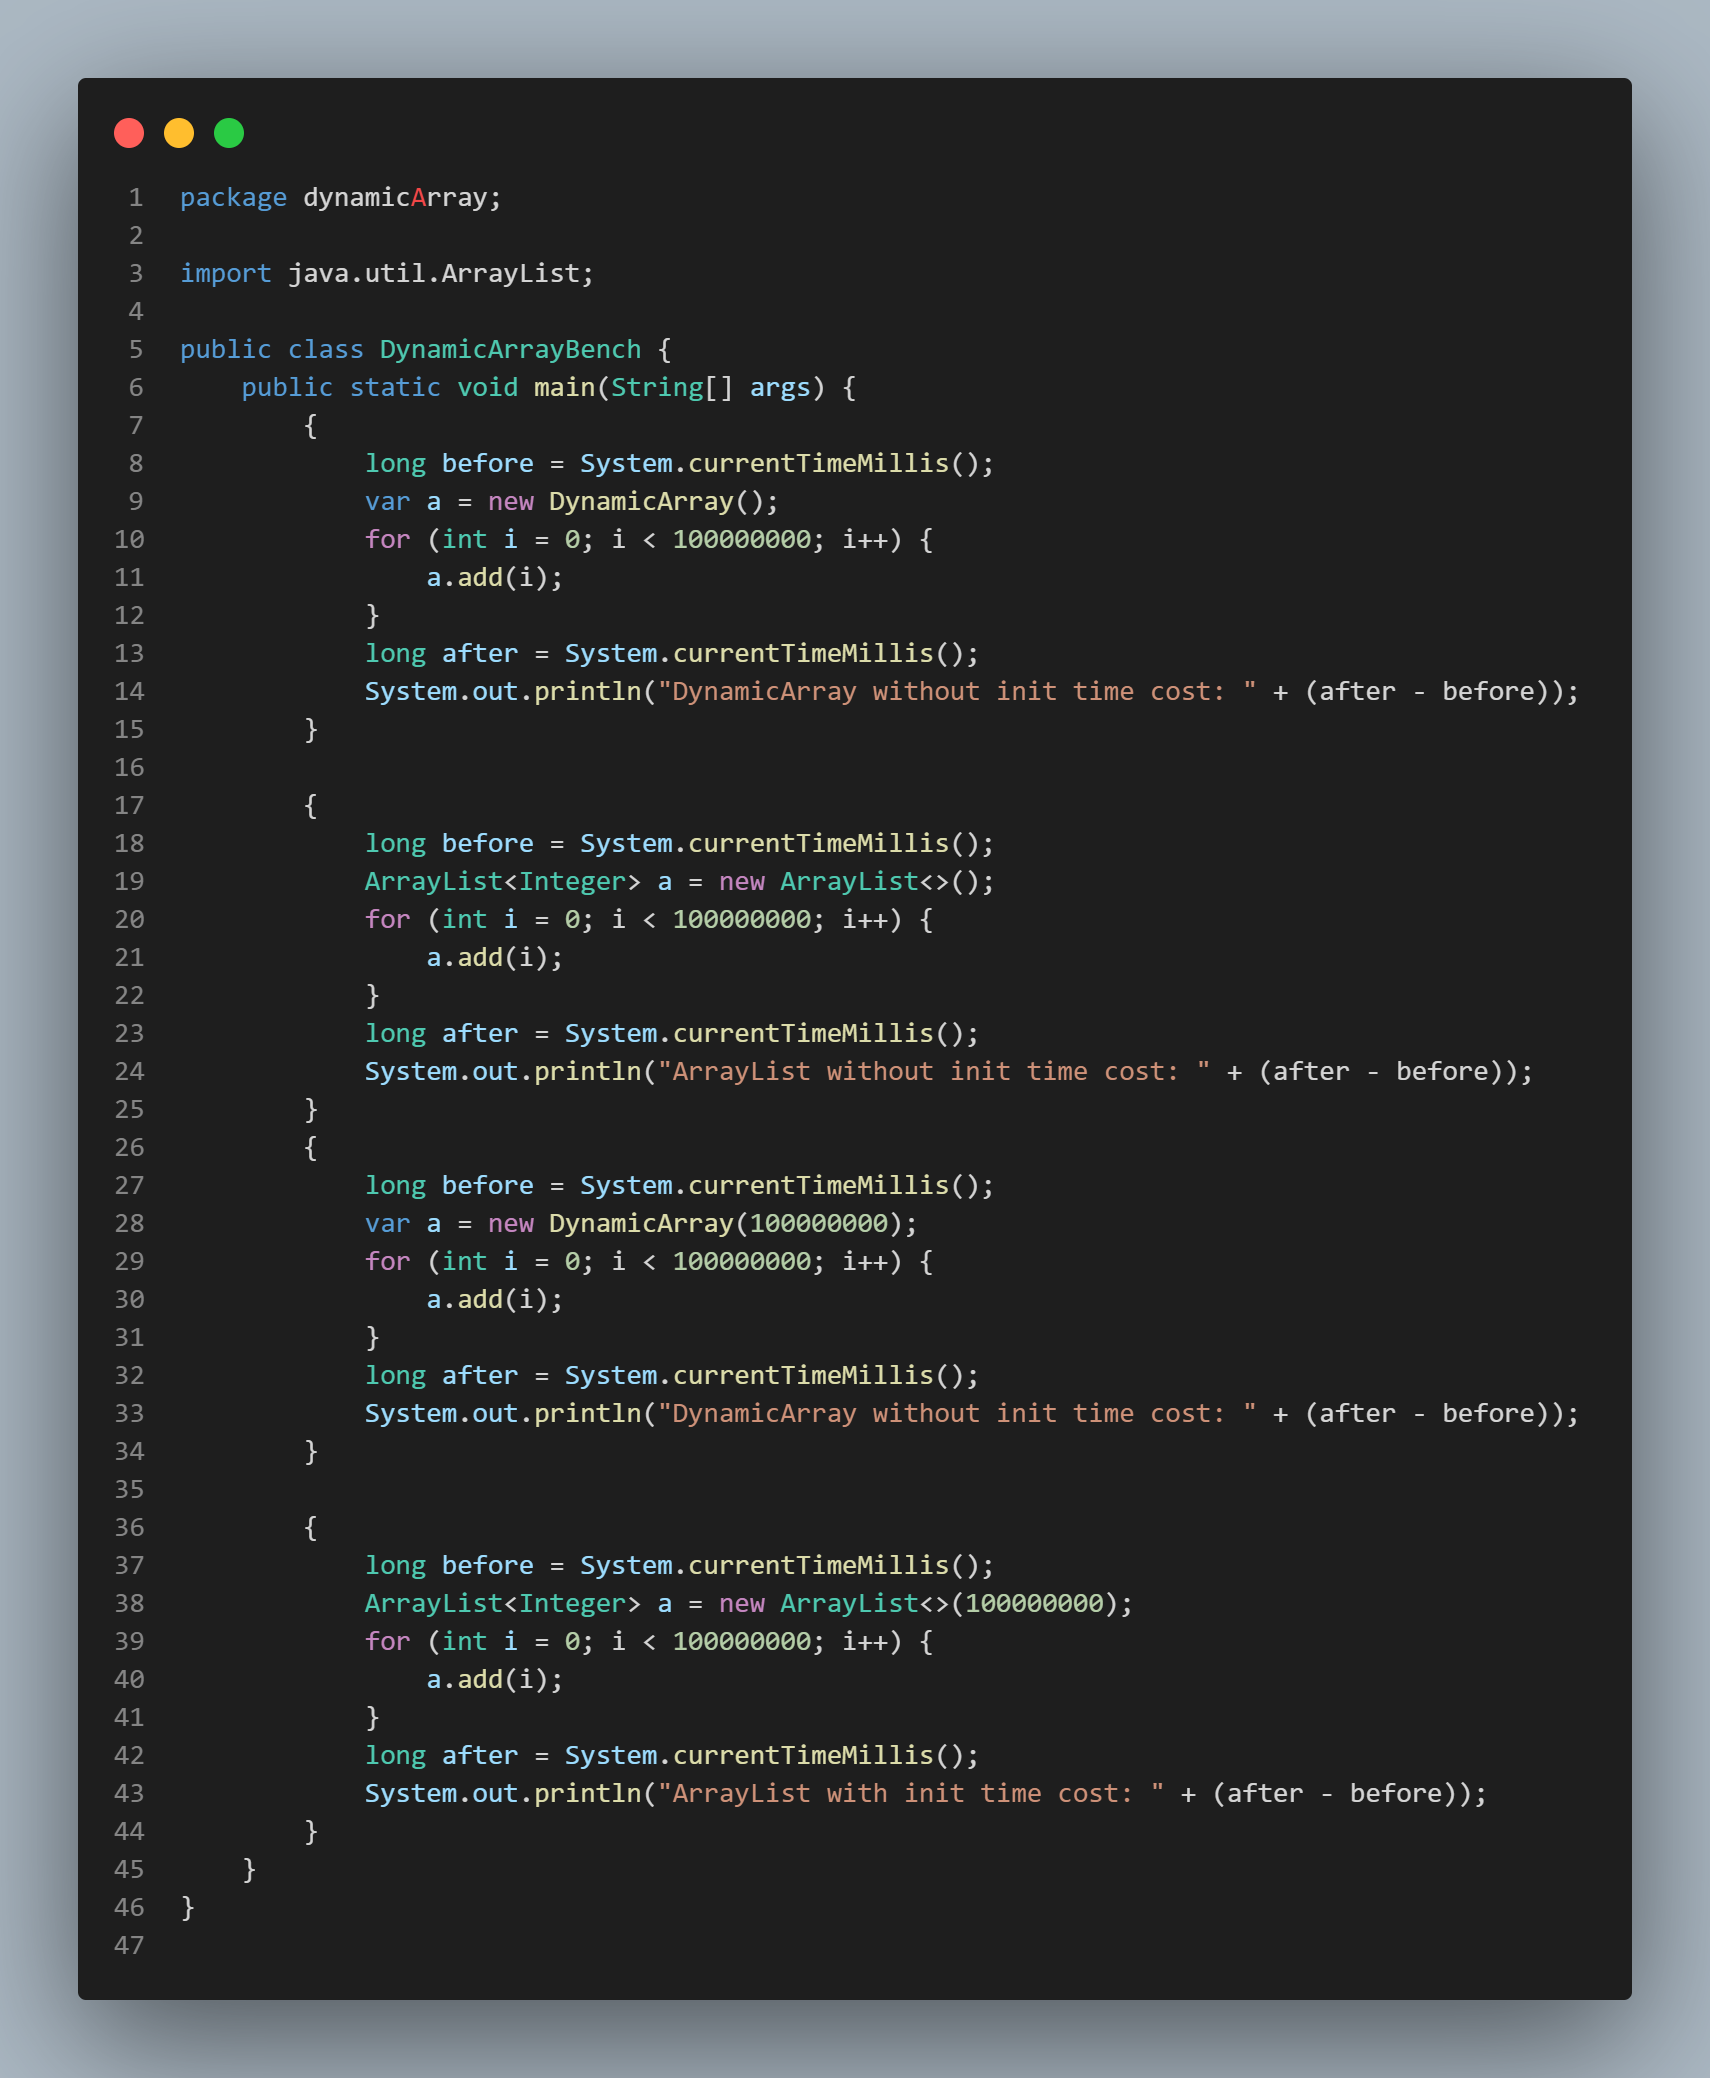 1 package dynamicArray;
2
3 import java.util.ArrayList;
4
5 public class DynamicArrayBench {
6     public static void main(String[] args) {
7         {
8             long before = System.currentTimeMillis();
9             var a = new DynamicArray();
10             for (int i = 0; i < 100000000; i++) {
11                 a.add(i);
12             }
13             long after = System.currentTimeMillis();
14             System.out.println("DynamicArray without init time cost: " + (after - before));
15         }
16
17         {
18             long before = System.currentTimeMillis();
19             ArrayList<Integer> a = new ArrayList<>();
20             for (int i = 0; i < 100000000; i++) {
21                 a.add(i);
22             }
23             long after = System.currentTimeMillis();
24             System.out.println("ArrayList without init time cost: " + (after - before));
25         }
26         {
27             long before = System.currentTimeMillis();
28             var a = new DynamicArray(100000000);
29             for (int i = 0; i < 100000000; i++) {
30                 a.add(i);
31             }
32             long after = System.currentTimeMillis();
33             System.out.println("DynamicArray without init time cost: " + (after - before));
34         }
35
36         {
37             long before = System.currentTimeMillis();
38             ArrayList<Integer> a = new ArrayList<>(100000000);
39             for (int i = 0; i < 100000000; i++) {
40                 a.add(i);
41             }
42             long after = System.currentTimeMillis();
43             System.out.println("ArrayList with init time cost: " + (after - before));
44         }
45     }
46 }
47